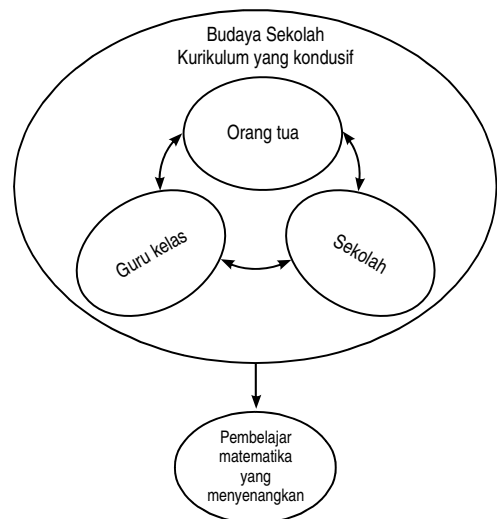 Budaya Sekolah
Kurikulum yang kondusif
Orang tua
Guru kelas
Sekolah
Pembelajar
matematika
yang
menyenangkan